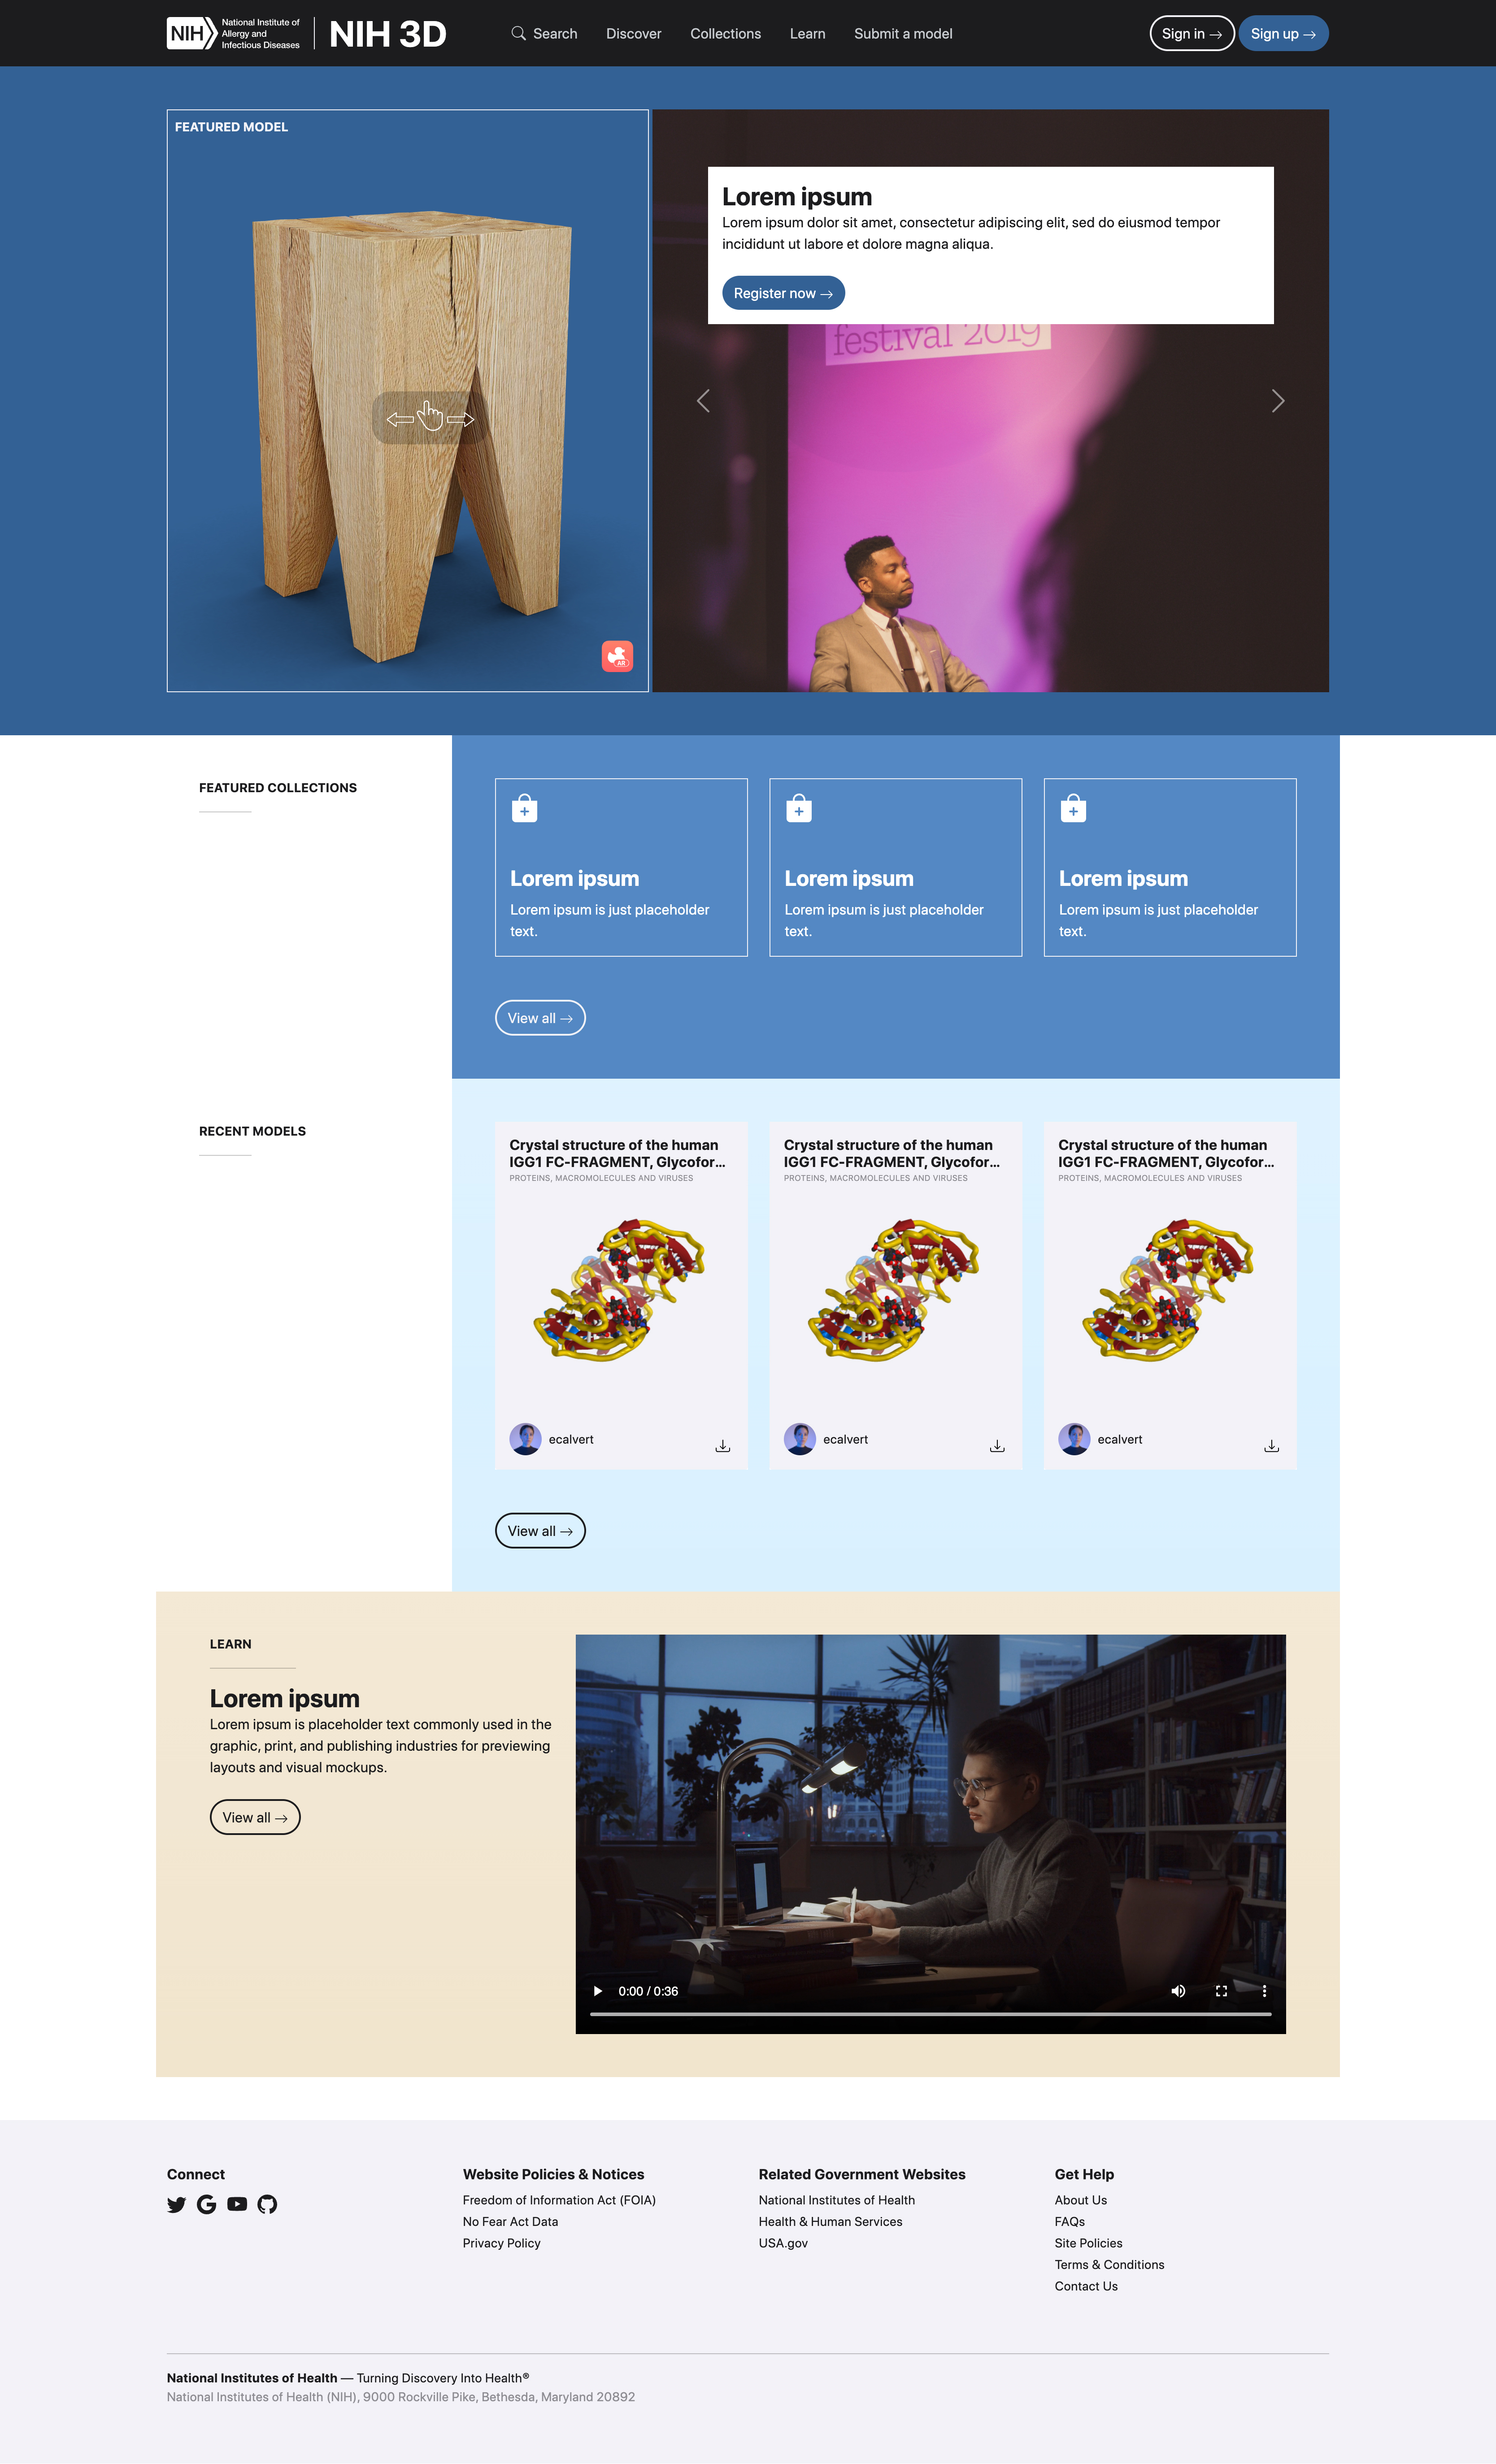 NIH
National Institute of
Allergy and
Infectious Diseases
NIH 3D
Search
Discover
Collections
Learn
Submit a model
Sign in →
Sign up →
FEATURED MODEL
AR
Lorem ipsum
Lorem ipsum dolor sit amet, consectetur adipiscing elit, sed do eiusmod tempor
incididunt ut labore et dolore magna aliqua.
Register now →
festival 2019
FEATURED COLLECTIONS
Lorem ipsum
Lorem ipsum is just placeholder
text.
Lorem ipsum
Lorem ipsum is just placeholder
text.
Lorem ipsum
Lorem ipsum is just placeholder
text.
View all →
RECENT MODELS
Crystal structure of the human
IGG1 FC-FRAGMENT, Glycofor...
PROTEINS, MACROMOLECULES AND VIRUSES
ecalvert
Crystal structure of the human
IGG1 FC-FRAGMENT, Glycofor...
PROTEINS, MACROMOLECULES AND VIRUSES
ecalvert
Crystal structure of the human
IGG1 FC-FRAGMENT, Glycofor...
PROTEINS, MACROMOLECULES AND VIRUSES
ecalvert
View all →
LEARN
Lorem ipsum
Lorem ipsum is placeholder text commonly used in the
graphic, print, and publishing industries for previewing
layouts and visual mockups.
View all →
0:00 / 0:36
Connect
Website Policies & Notices
Freedom of Information Act (FOIA)
No Fear Act Data
Privacy Policy
Related Government Websites
National Institutes of Health
Health & Human Services
USA.gov
Get Help
About Us
FAQs
Site Policies
Terms & Conditions
Contact Us
National Institutes of Health — Turning Discovery Into Health®
National Institutes of Health (NIH), 9000 Rockville Pike, Bethesda, Maryland 20892